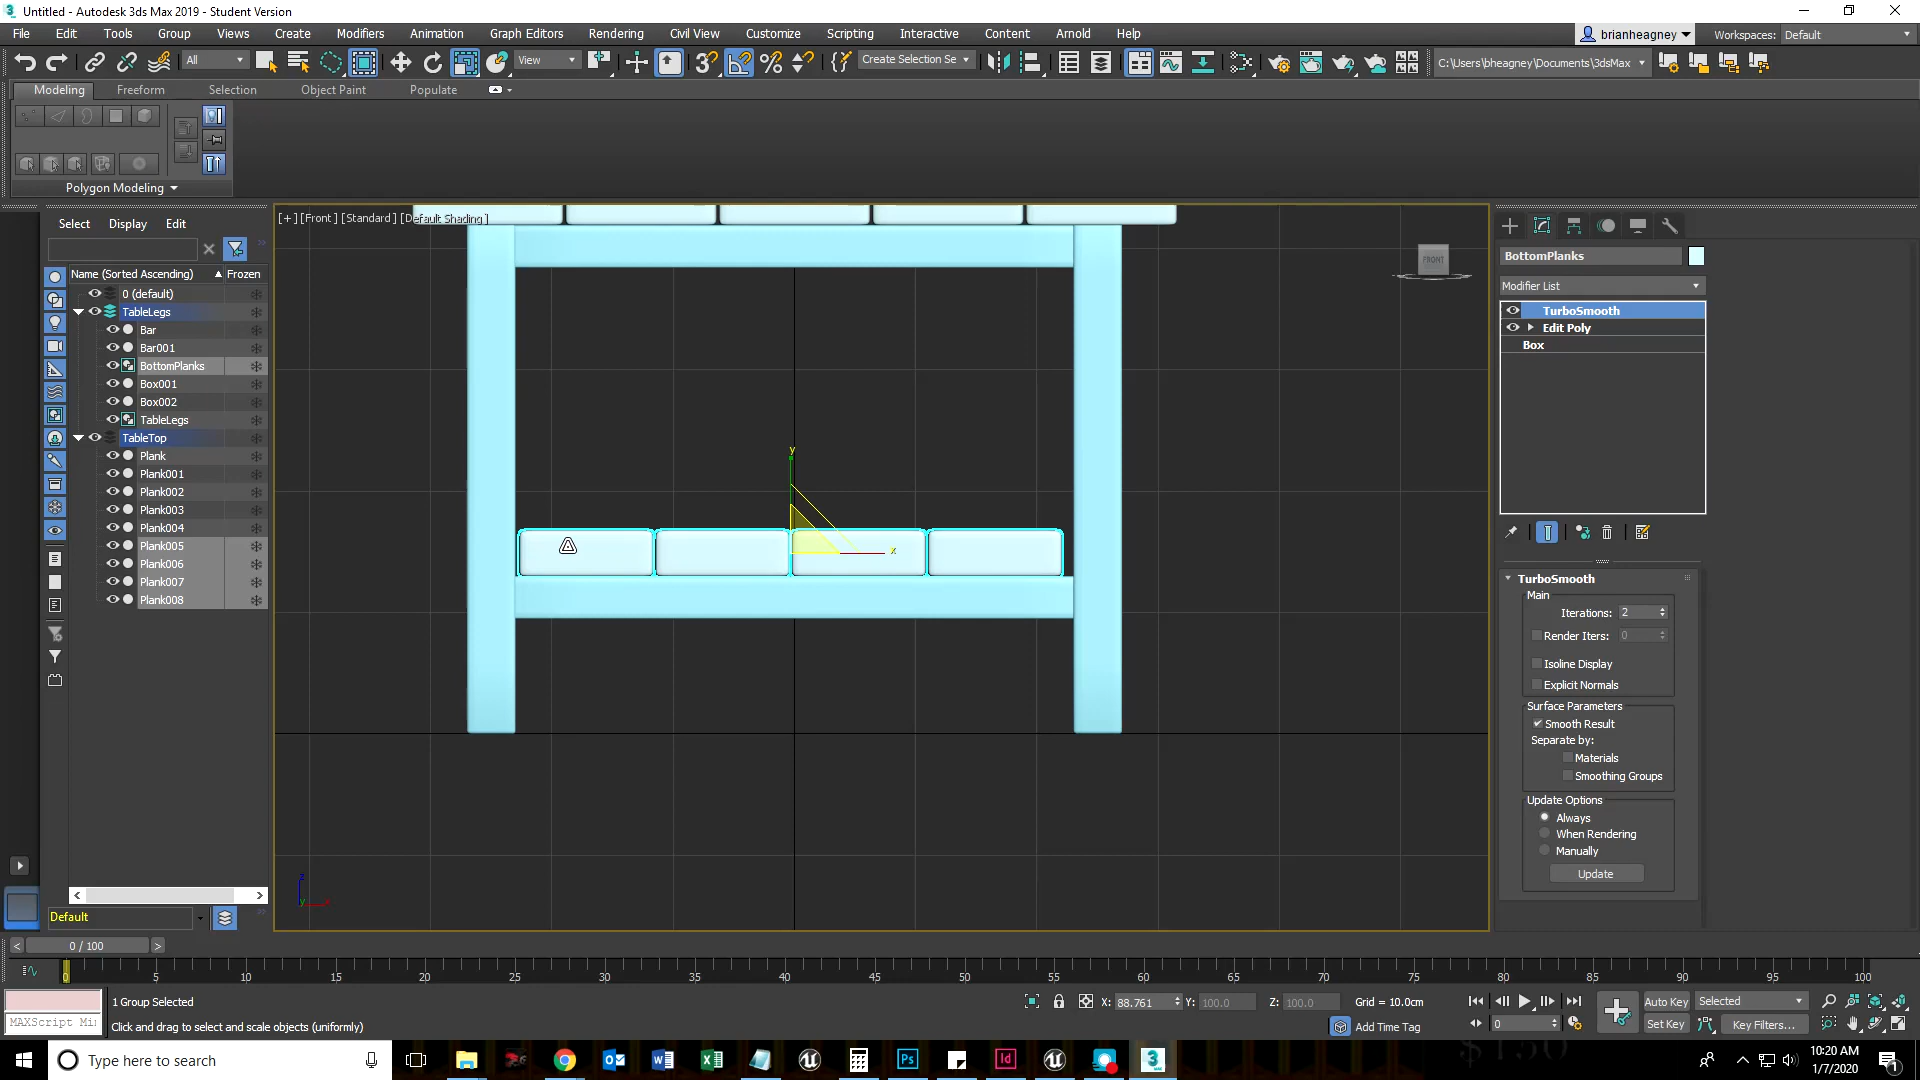 Untitled - Autodesk 3ds Max 2019 - Student Version
File Edit Tools Group Views Create Modifiers Animation Graph Editors Rendering Civil View Customize Scripting Interactive Content Arnold Help
brianheagney
Workspaces: Default
All
View
Create Selection Se
C:\Users\bheagney\Documents\3dsMax
Modeling Freeform Selection Object Paint Populate
Polygon Modeling
Select Display Edit
Name (Sorted Ascending) Frozen
0 (default)
TableLegs
Bar
Bar001
BottomPlanks
Box001
Box002
TableLegs
TableTop
Plank
Plank001
Plank002
Plank003
Plank004
Plank005
Plank006
Plank007
Plank008
Default
[+] [Front ] [Standard ] [Default Shading ]
FRONT
y
x
z
BottomPlanks
Modifier List
TurboSmooth
Edit Poly
Box
TurboSmooth
Main
Iterations: 2
Render Iters: 0
Isoline Display
Explicit Normals
Surface Parameters
Smooth Result
Separate by:
Materials
Smoothing Groups
Update Options
Always
When Rendering
Manually
Update
0 / 100
0 5 10 15 20 25 30 35 40 45 50 55 60 65 70 75 80 85 90 95 100
1 Group Selected
X: 88.761 Y: 100.0 Z: 100.0 Grid = 10.0cm
Auto Key Selected
MAXScript Mi
Click and drag to select and scale objects (uniformly)
Add Time Tag
0
Set Key Key Filters...
Type here to search
$150
10:20 AM
1/7/2020